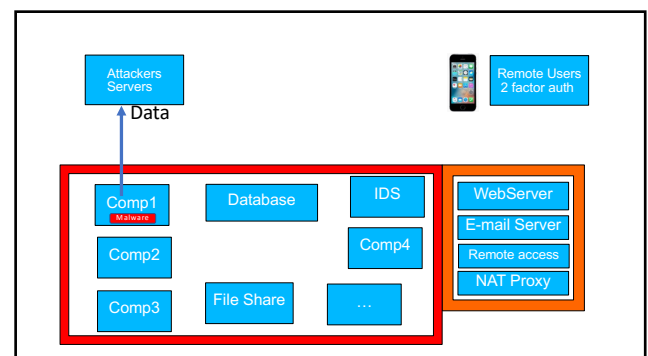 Attackers
Servers
Remote Users
2 factor auth
Data
Comp1
Malware
Database
IDS
WebServer
E-mail Server
Comp2
Comp4
Remote access
NAT Proxy
Comp3
File Share
...